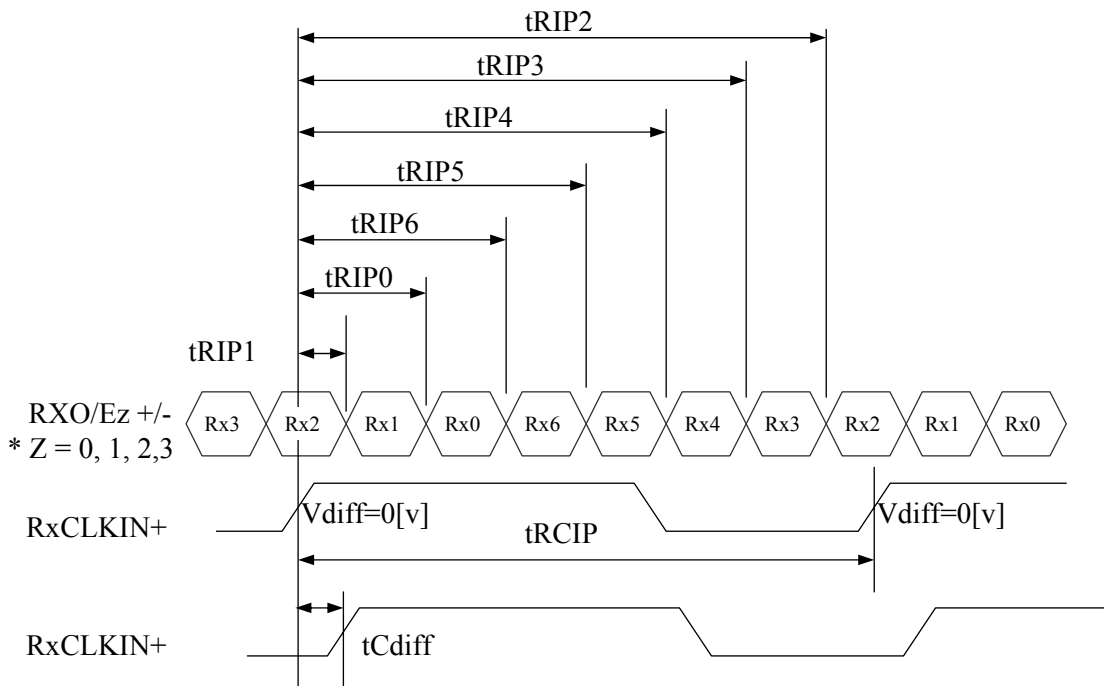 tRIP2
tRIP3
tRIP4
tRIP5
tRIP6
tRIP0
tRIP1
RXO/Ez +/-
* Z = 0, 1, 2,3
Rx3 Rx2 Rx1 Rx0 Rx6 Rx5 Rx4 Rx3 Rx2 Rx1 Rx0
RxCLKIN+
Vdiff=0[v] Vdiff=0[v]
tRCIP
RxCLKIN+
tCdiff